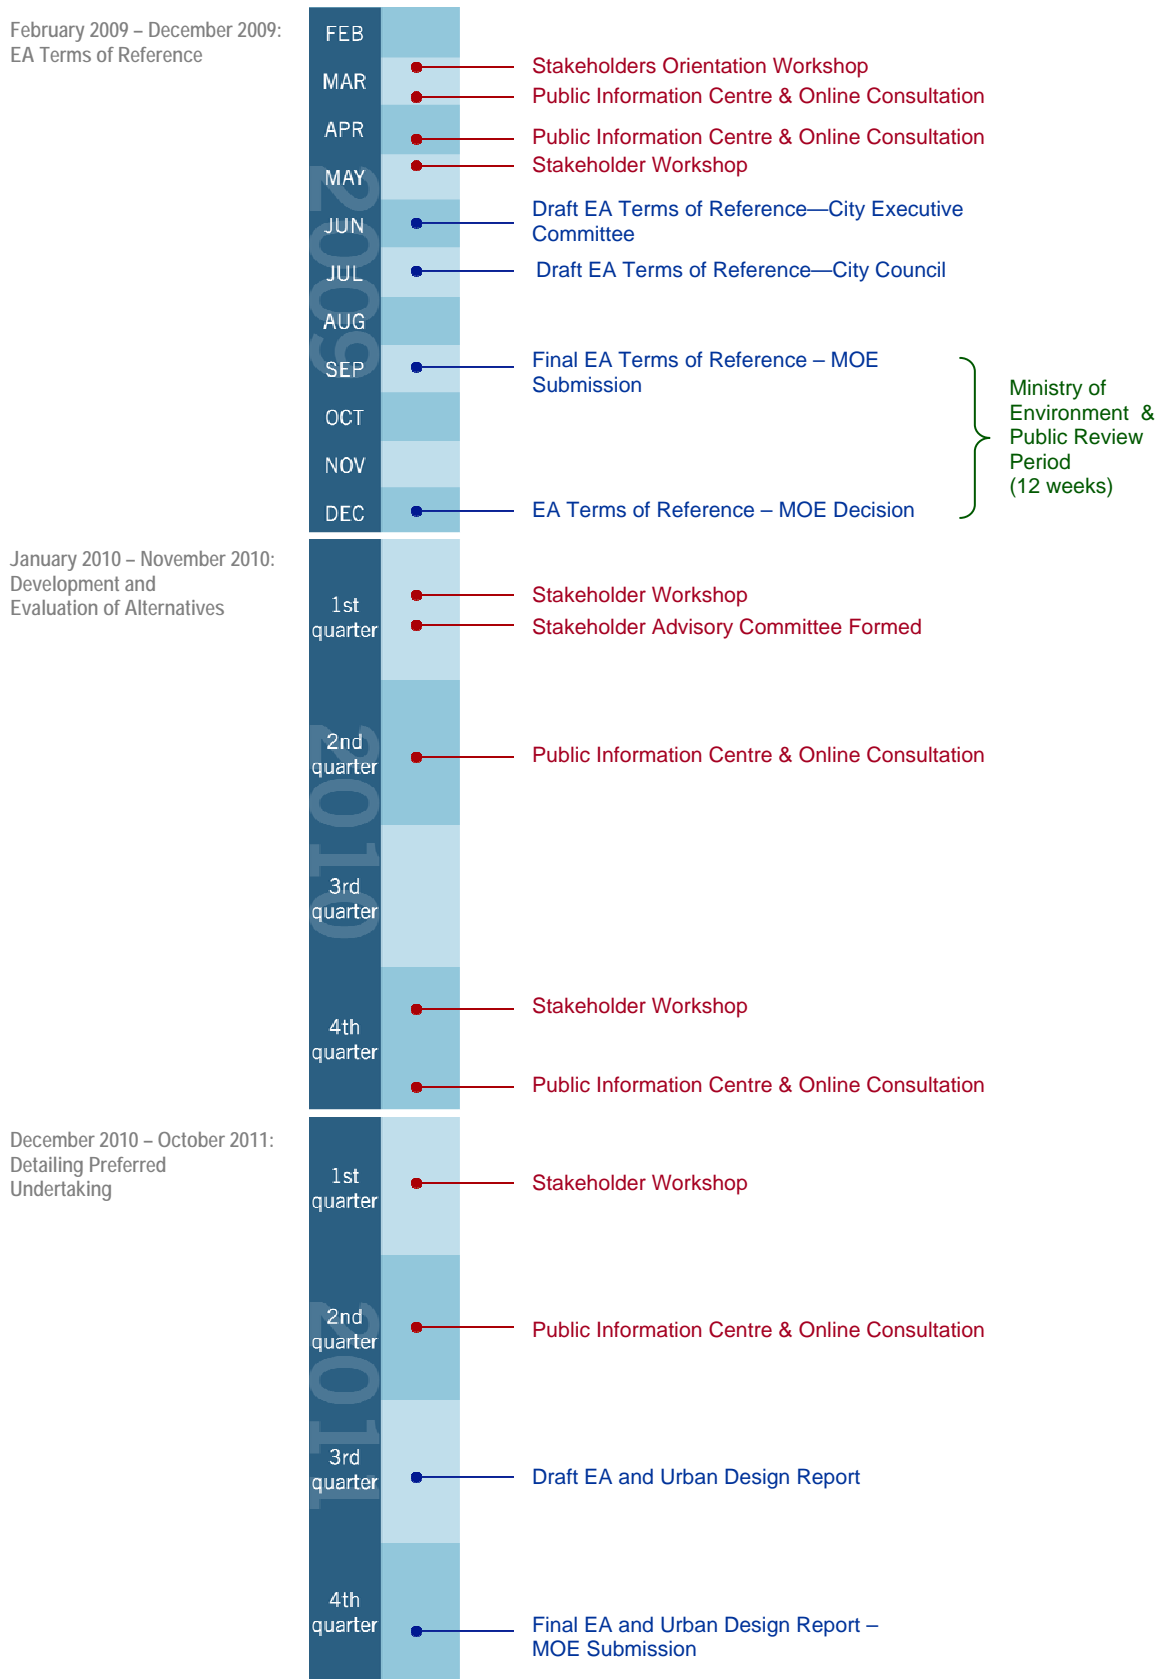 February 2009 – December 2009:
EA Terms of Reference
FEB
MAR
APR
MAY
JUN
JUL
AUG
SEP
OCT
NOV
DEC
2009
Stakeholders Orientation Workshop
Public Information Centre & Online Consultation
Public Information Centre & Online Consultation
Stakeholder Workshop
Draft EA Terms of Reference—City Executive
Committee
Draft EA Terms of Reference—City Council
Final EA Terms of Reference – MOE
Submission
EA Terms of Reference – MOE Decision
Ministry of
Environment &
Public Review
Period
(12 weeks)
January 2010 – November 2010:
Development and
Evaluation of Alternatives
1st
quarter
2nd
quarter
3rd
quarter
4th
quarter
2010
Stakeholder Workshop
Stakeholder Advisory Committee Formed
Public Information Centre & Online Consultation
Stakeholder Workshop
Public Information Centre & Online Consultation
December 2010 – October 2011:
Detailing Preferred
Undertaking
1st
quarter
2nd
quarter
3rd
quarter
4th
quarter
2011
Stakeholder Workshop
Public Information Centre & Online Consultation
Draft EA and Urban Design Report
Final EA and Urban Design Report –
MOE Submission